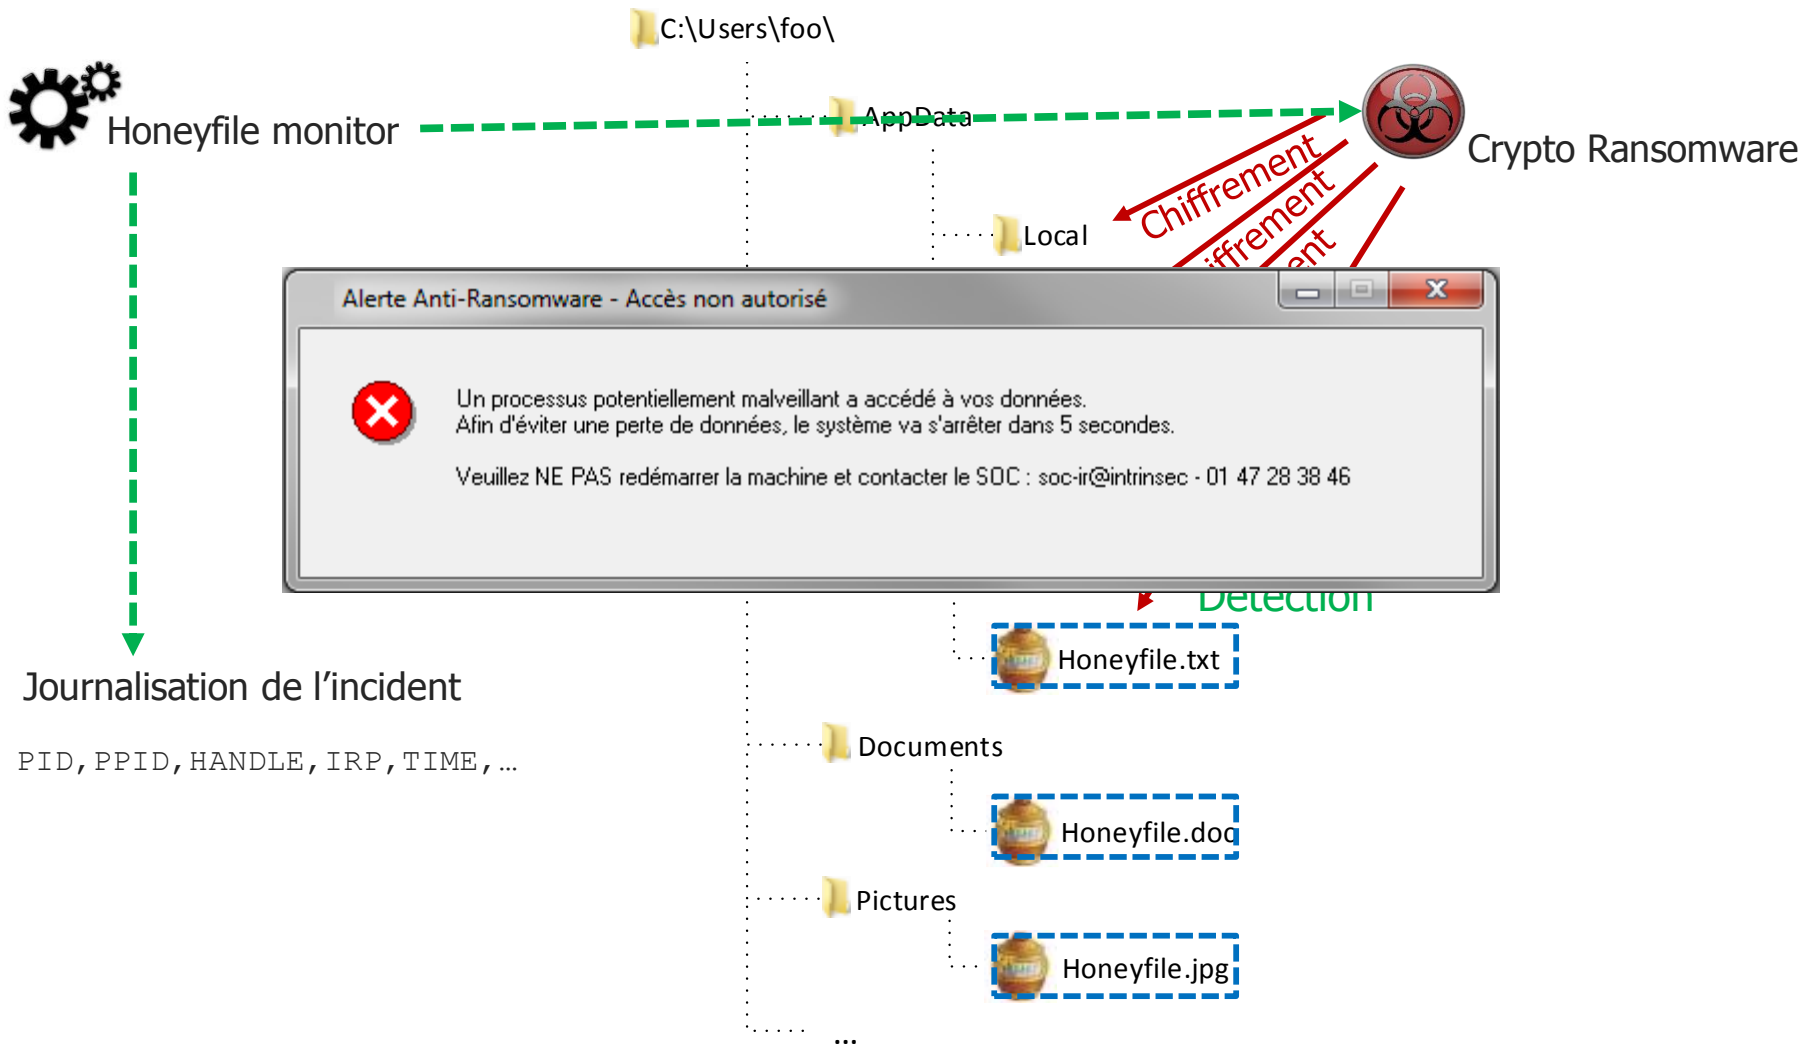 C:\Users\foo\
AppData
Honeyfile monitor
Crypto Ransomware
Chiffrement
Local
Alerte Anti-Ransomware - Accès non autorisé
Un processus potentiellement malveillant a accédé à vos données.
Afin d'éviter une perte de données, le système va s'arrêter dans 5 secondes.
Veuillez NE PAS redémarrer la machine et contacter le SOC : soc-ir@intrinsec - 01 47 28 38 46
Détection
Honeyfile.txt
Journalisation de l’incident
PID,PPID,HANDLE,IRP,TIME,…
Documents
Honeyfile.doc
Pictures
Honeyfile.jpg
...